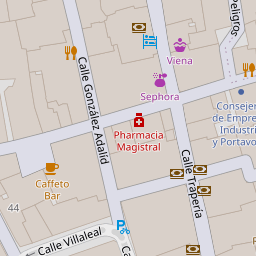 Peligros
Viena
Calle González Adalid
Sephora
Consejer
de Empre
Industri
y Portavo
Pharmacia
Magistral
Calle Trapería
Caffeto
Bar
44
Calle Villaleal